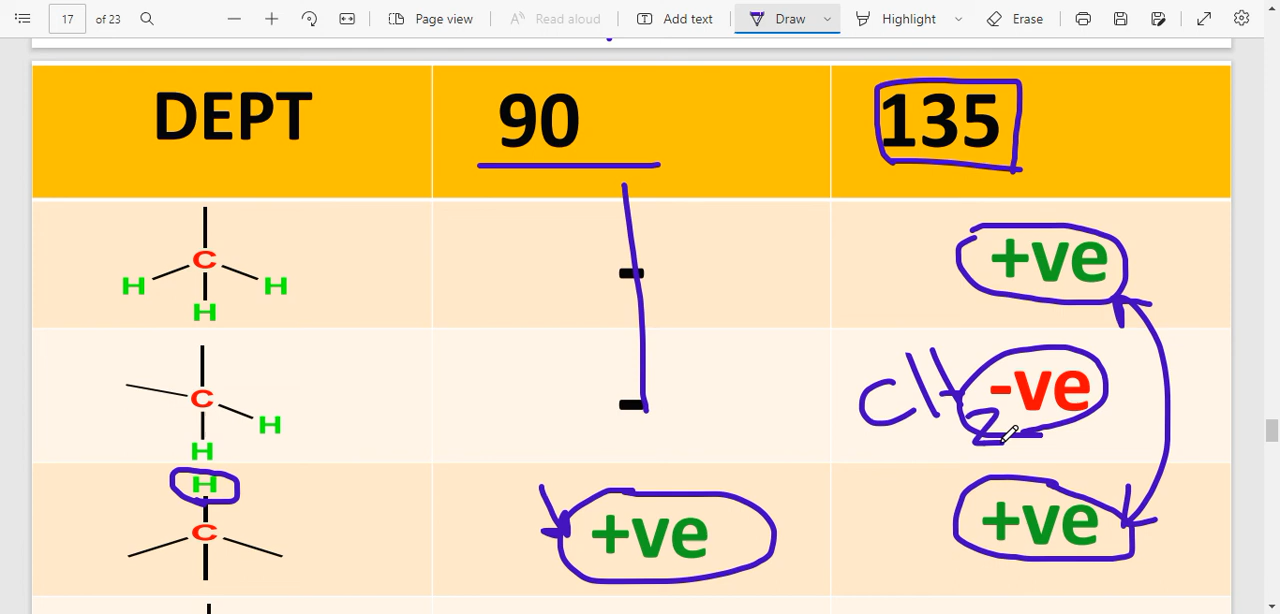 17 of 23 Page view Read aloud Add text Draw Highlight Erase
DEPT 90 135
C
H H
H
- +ve
C
H
H
- CH2 -ve
H
C
+ve +ve